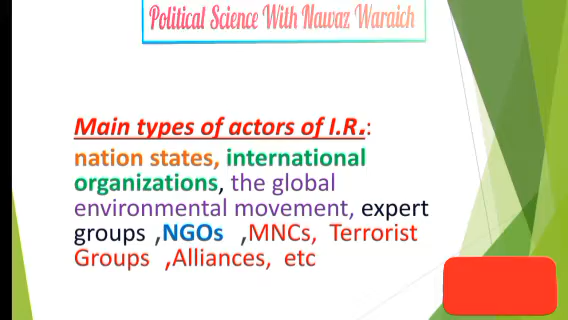 Political Science With Nawaz Waraich
Main types of actors of I.R.:
nation states, international
organizations, the global
environmental movement, expert
groups ,NGOs ,MNCs, Terrorist
Groups ,Alliances, etc